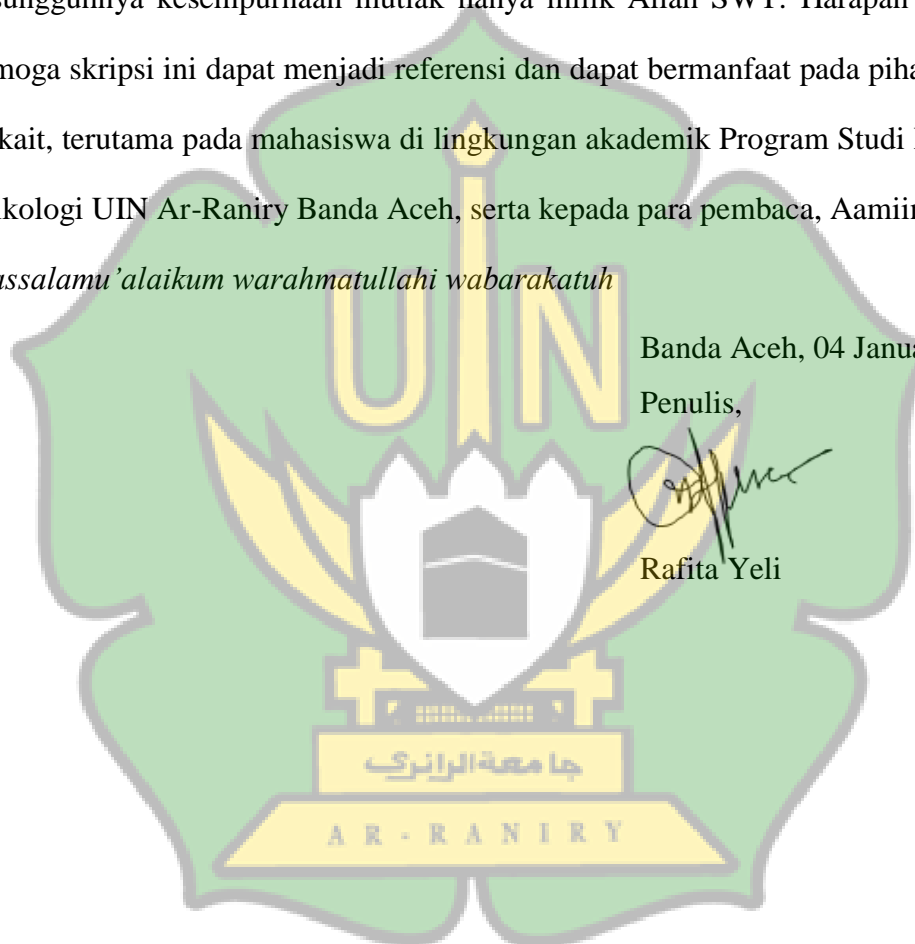 sungguhnya kesempurnaan mutlak hanya milik Allah SWT. Harapan
moga skripsi ini dapat menjadi referensi dan dapat bermanfaat pada piha
kait, terutama pada mahasiswa di lingkungan akademik Program Studi
ikologi UIN Ar-Raniry Banda Aceh, serta kepada para pembaca, Aamiin
assalamu’alaikum warahmatullahi wabarakatuh
Banda Aceh, 04 Janua
Penulis,
Rafita Yeli
UIN
جامعة الرانري
AR-RANIRY